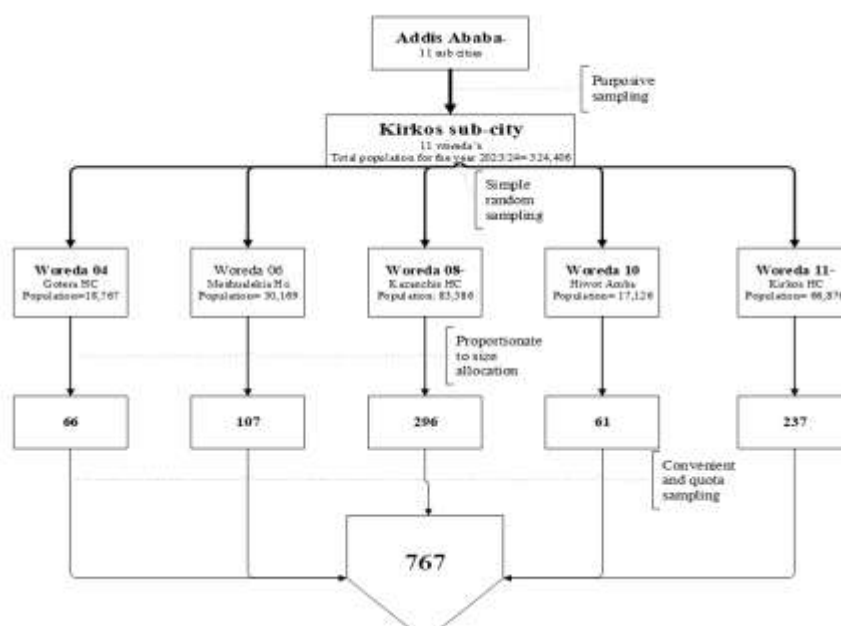 Addis Ababa-
11 sub cities
Purposive
sampling
Kirkos sub-city
11 woreda's
Total population for the year 2023/24= 324,406
Simple
random
sampling
Woreda 04
Gotera HC
Population=18,767
Woreda 06
Meshualekia Hc
Population= 30,169
Woreda 08-
Kazanchis HC
Population: 83,386
Woreda 10
Hiwot Amba
Population= 17,126
Woreda 11-
Kirkos HC
Population= 66,876
Proportionate
to size
allocation
66
107
296
61
237
Convenient
and quota
sampling
767